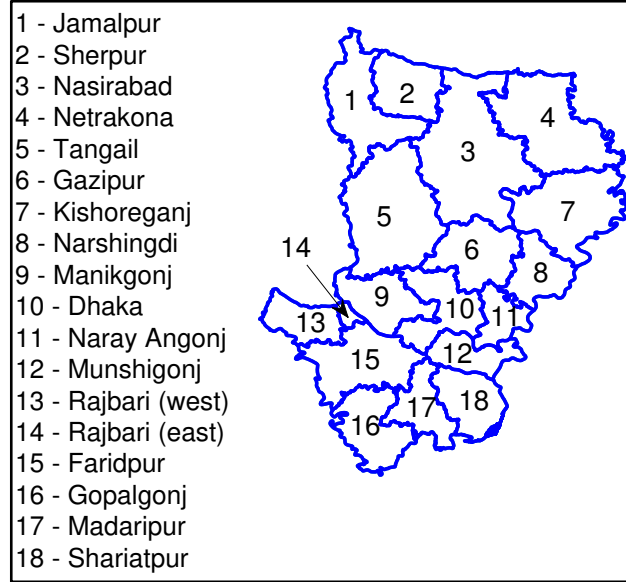 1 - Jamalpur
2 - Sherpur
3 - Nasirabad
4 - Netrakona
5 - Tangail
6 - Gazipur
7 - Kishoreganj
8 - Narshingdi
9 - Manikgonj
10 - Dhaka
11 - Naray Angonj
12 - Munshigonj
13 - Rajbari (west)
14 - Rajbari (east)
15 - Faridpur
16 - Gopalgonj
17 - Madaripur
18 - Shariatpur
1
2
3
4
5
6
7
8
14
9
10
11
13
12
15
16
17
18